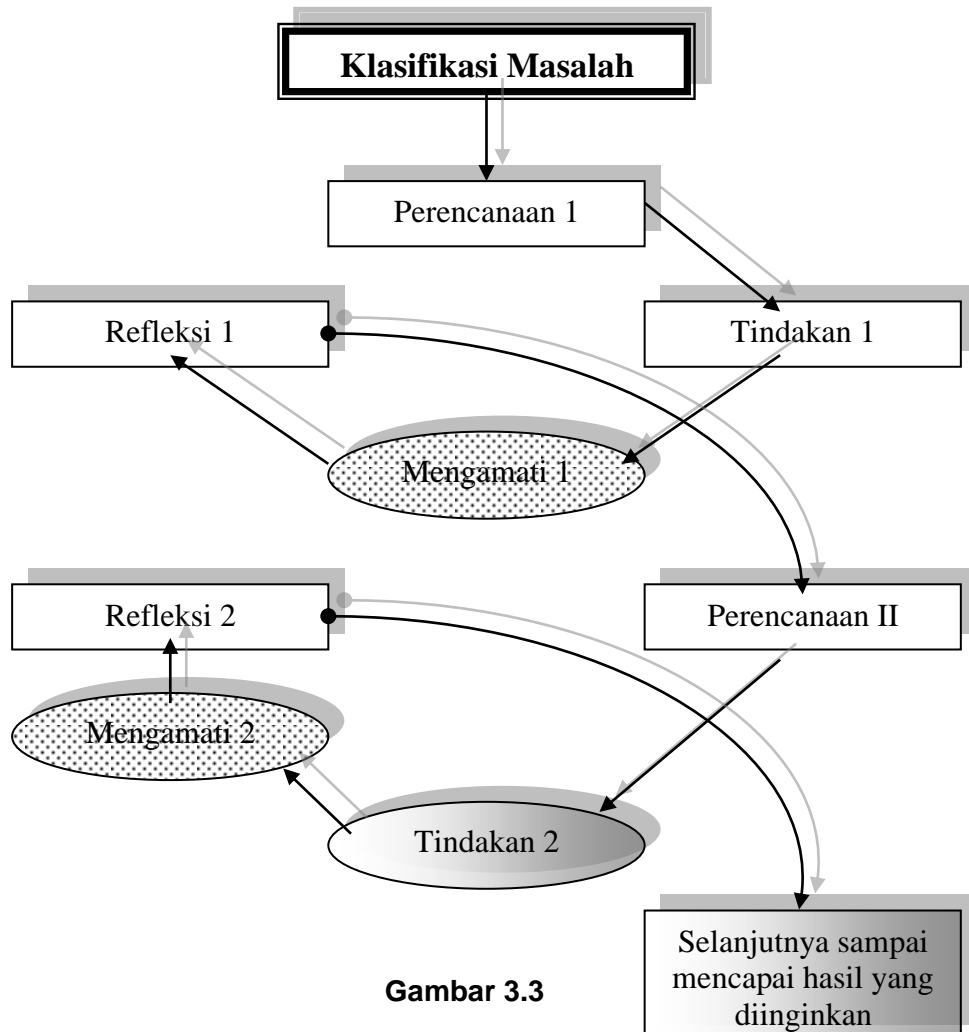 Klasifikasi Masalah
Perencanaan 1
Refleksi 1
Tindakan 1
Mengamati 1
Refleksi 2
Perencanaan II
Mengamati 2
Tindakan 2
Selanjutnya sampai
mencapai hasil yang
diinginkan
Gambar 3.3